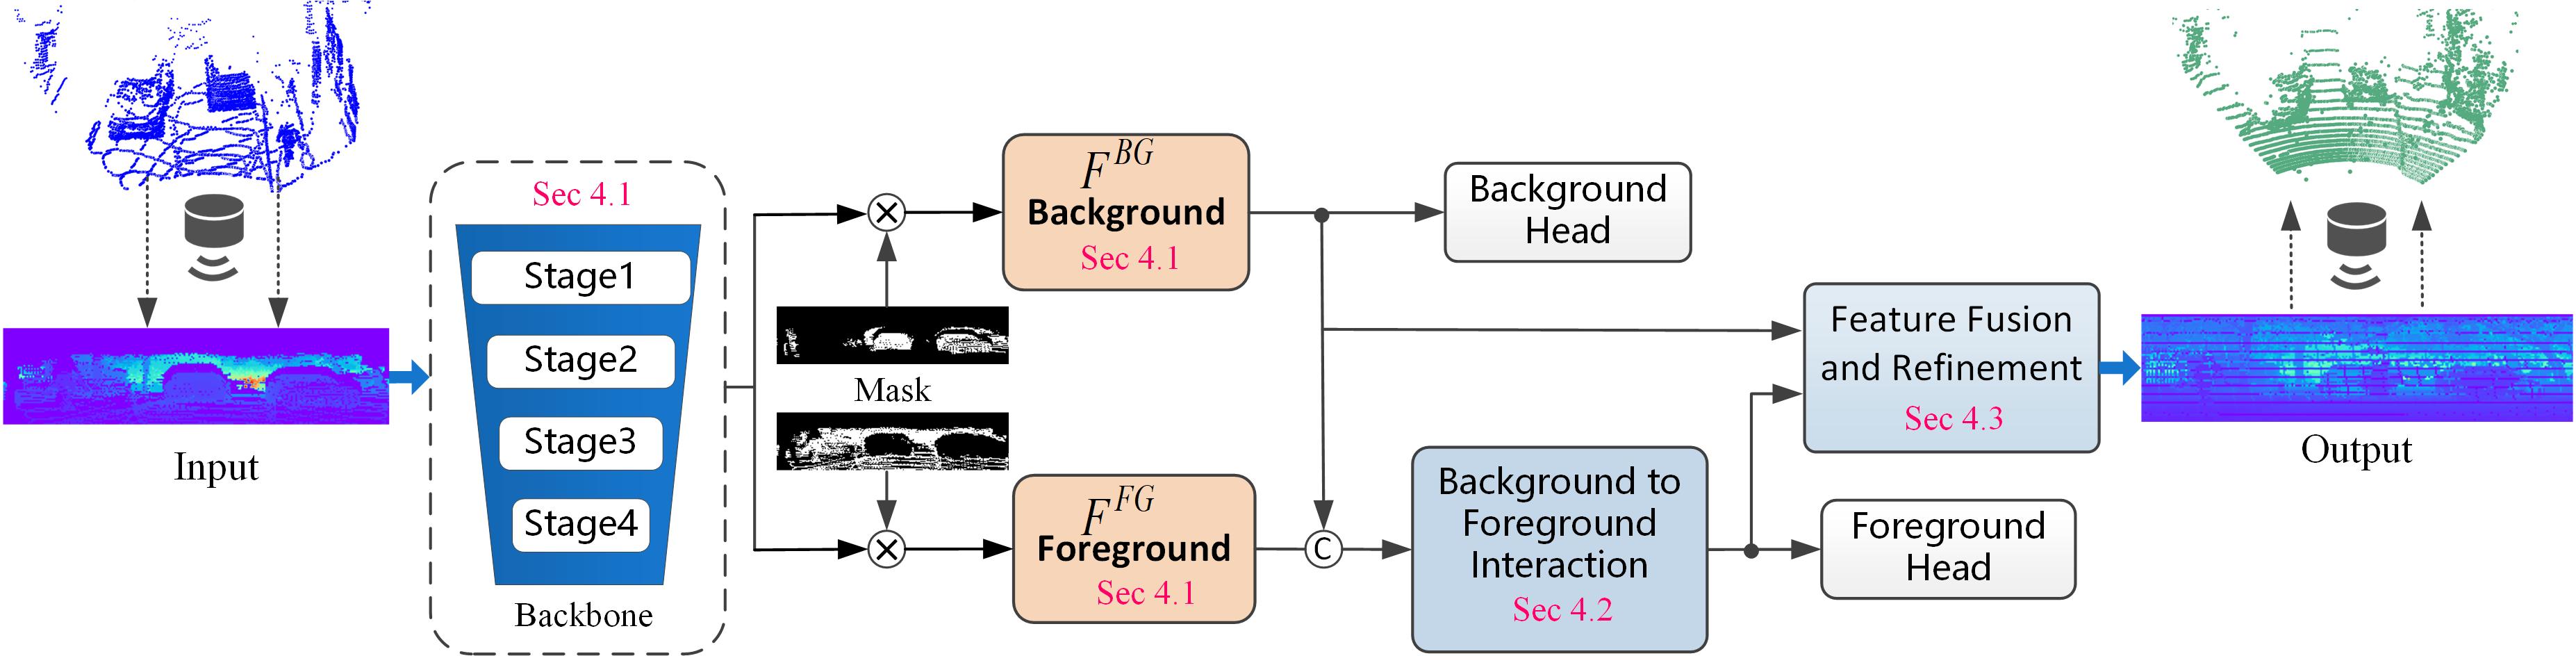 Input
Sec 4.1
Stage1
Stage2
Stage3
Stage4
Backbone
Mask
F^{BG}
Background
Sec 4.1
F^{FG}
Foreground
Sec 4.1
Background
Head
C
Background to
Foreground
Interaction
Sec 4.2
Feature Fusion
and Refinement
Sec 4.3
Foreground
Head
Output